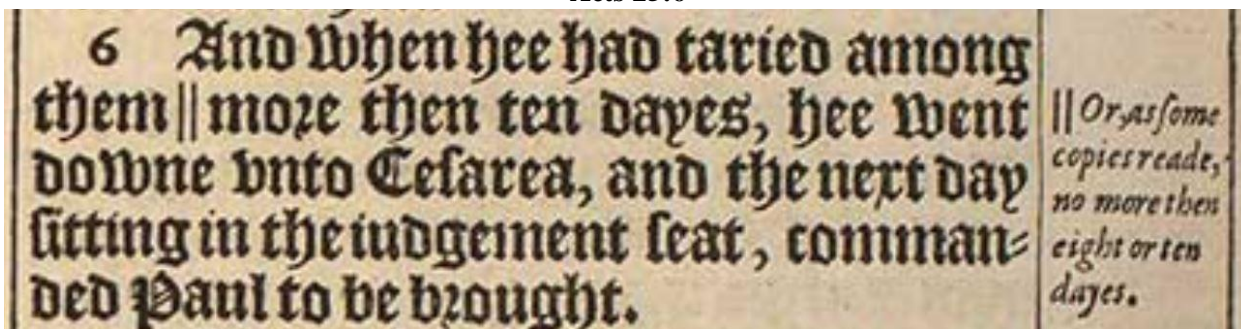 6 And when hee had taried among
them || more then ten dayes, hee went
downe vnto Cesarea, and the next day
sitting in the iudgement seat, comman-
ded Paul to be brought.
|| Or, as some
copies reade,
no more then
eight or ten
dayes.